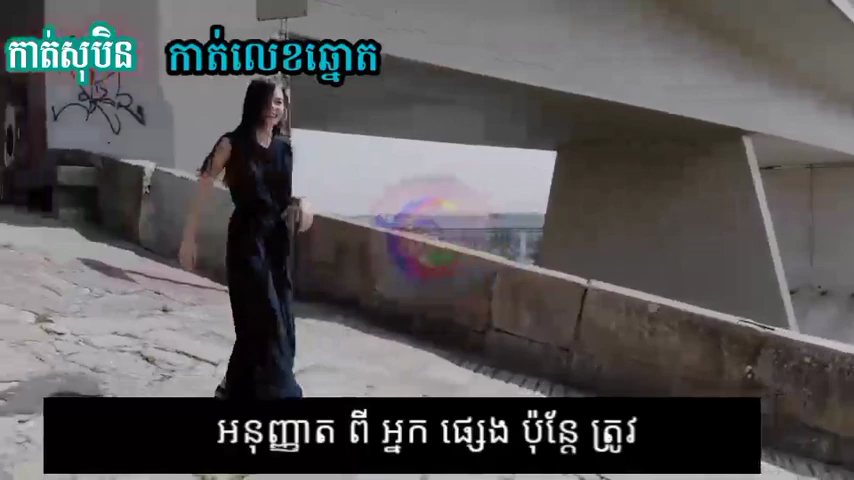 កាត់សុបិន
កាត់លេខឆ្នោត
អនុញ្ញាត ពី អ្នក ផ្សេង ប៉ុន្តែ ត្រូវ